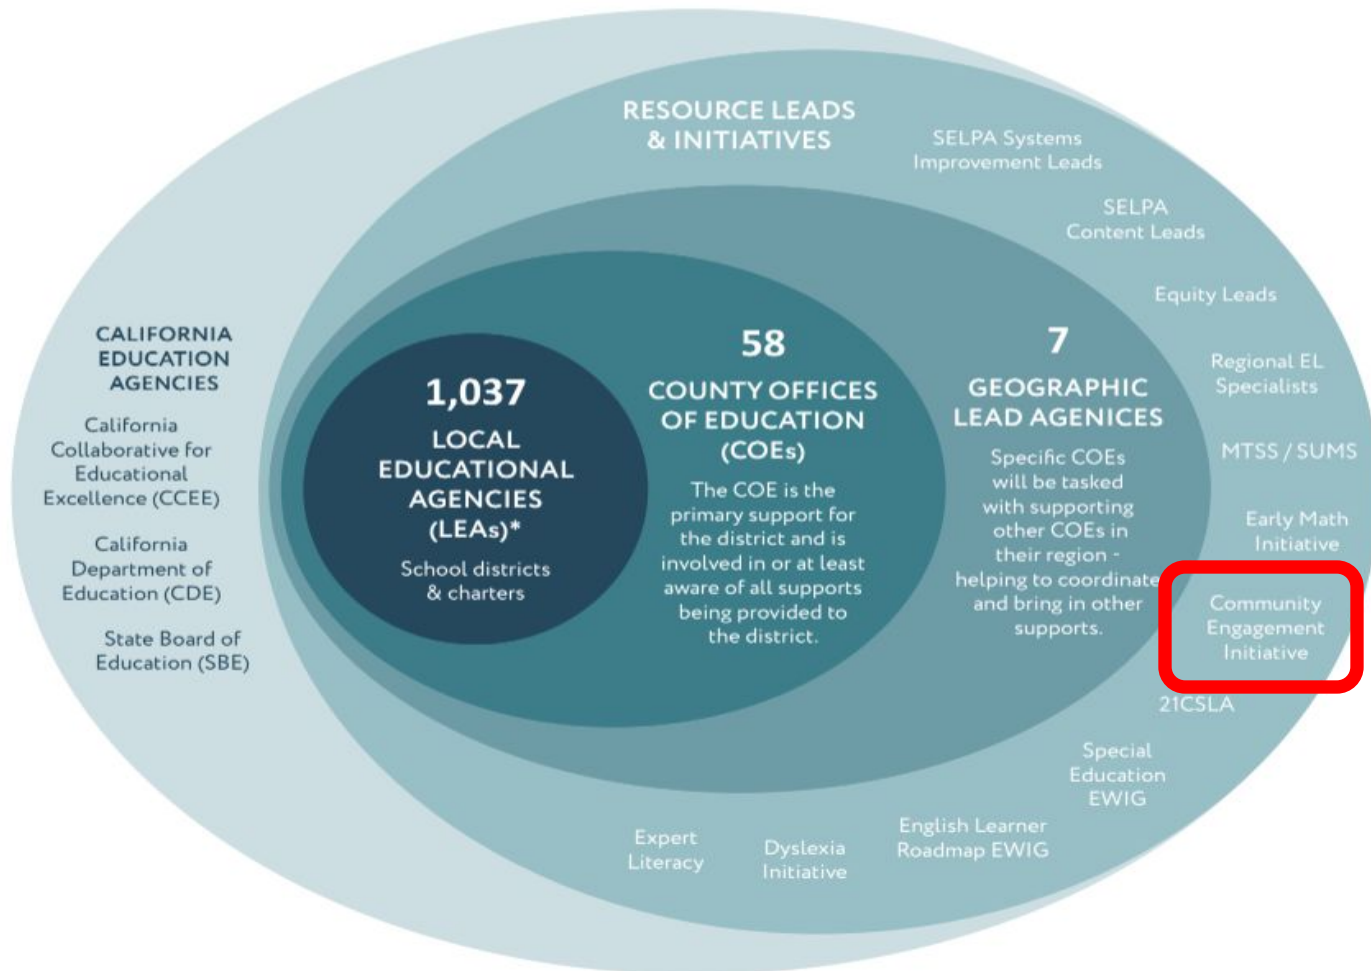 RESOURCE LEADS
& INITIATIVES
SELPA Systems
Improvement Leads
SELPA
Content Leads
Equity Leads
Regional EL
Specialists
MTSS / SUMS
Early Math
Initiative
Community
Engagement
Initiative
21CSLA
Special
Education
EWIG
English Learner
Roadmap EWIG
Dyslexia
Initiative
Expert
Literacy
CALIFORNIA
EDUCATION
AGENCIES
California
Collaborative for
Educational
Excellence (CCEE)
California
Department of
Education (CDE)
State Board of
Education (SBE)
1,037
LOCAL
EDUCATIONAL
AGENCIES
(LEAs)*
School districts
& charters
58
COUNTY OFFICES
OF EDUCATION
(COEs)
The COE is the
primary support for
the district and is
involved in or at least
aware of all supports
being provided to
the district.
7
GEOGRAPHIC
LEAD AGENICES
Specific COEs
will be tasked
with supporting
other COEs in
their region -
helping to coordinate
and bring in other
supports.